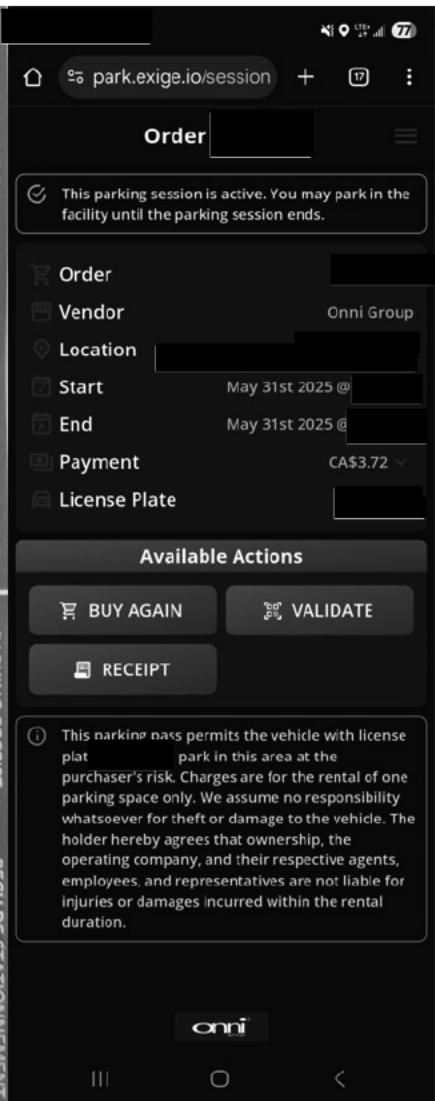 LTE+
77
park.exige.io/session
17
Order
This parking session is active. You may park in the
facility until the parking session ends.
Order
Vendor Onni Group
Location
Start May 31st 2025 @
End May 31st 2025 @
Payment CA$3.72
License Plate
Available Actions
BUY AGAIN VALIDATE
RECEIPT
This parking pass permits the vehicle with license
plat park in this area at the
purchaser's risk. Charges are for the rental of one
parking space only. We assume no responsibility
whatsoever for theft or damage to the vehicle. The
holder hereby agrees that ownership, the
operating company, and their respective agents,
employees, and representatives are not liable for
injuries or damages incurred within the rental
duration.
onni